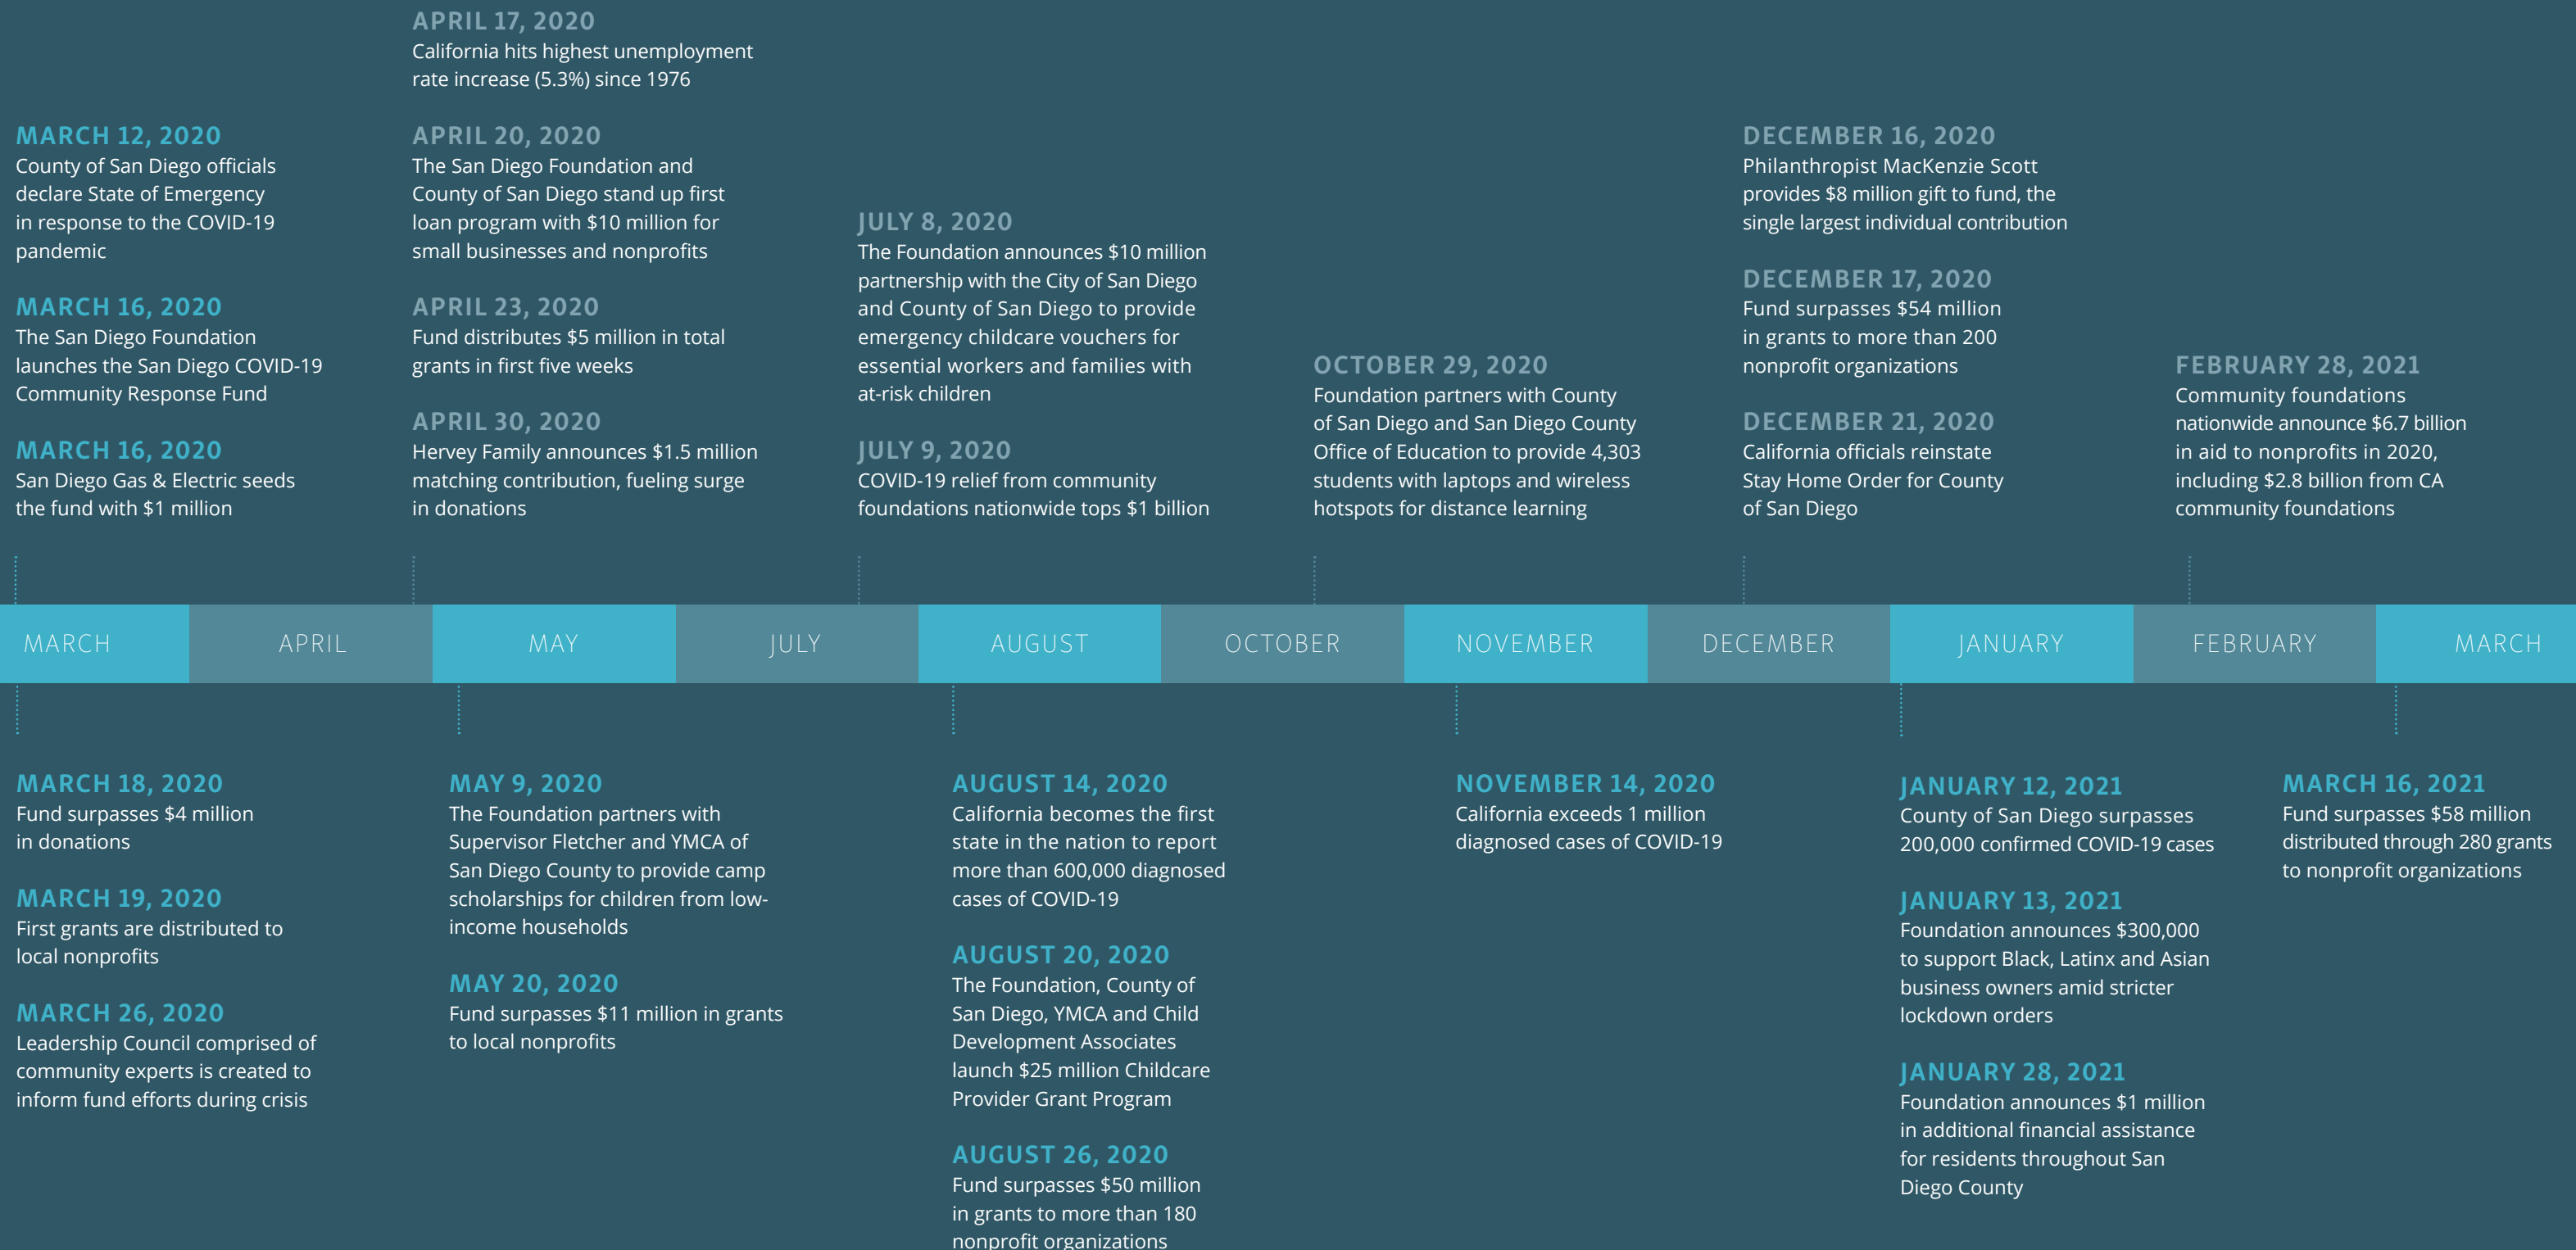 MARCH 12, 2020
County of San Diego officials
declare State of Emergency
in response to the COVID-19
pandemic
MARCH 16, 2020
The San Diego Foundation
launches the San Diego COVID-19
Community Response Fund
MARCH 16, 2020
San Diego Gas & Electric seeds
the fund with $1 million
APRIL 17, 2020
California hits highest unemployment
rate increase (5.3%) since 1976
APRIL 20, 2020
The San Diego Foundation and
County of San Diego stand up first
loan program with $10 million for
small businesses and nonprofits
APRIL 23, 2020
Fund distributes $5 million in total
grants in first five weeks
APRIL 30, 2020
Hervey Family announces $1.5 million
matching contribution, fueling surge
in donations
JULY 8, 2020
The Foundation announces $10 million
partnership with the City of San Diego
and County of San Diego to provide
emergency childcare vouchers for
essential workers and families with
at-risk children
JULY 9, 2020
COVID-19 relief from community
foundations nationwide tops $1 billion
OCTOBER 29, 2020
Foundation partners with County
of San Diego and San Diego County
Office of Education to provide 4,303
students with laptops and wireless
hotspots for distance learning
DECEMBER 16, 2020
Philanthropist MacKenzie Scott
provides $8 million gift to fund, the
single largest individual contribution
DECEMBER 17, 2020
Fund surpasses $54 million
in grants to more than 200
nonprofit organizations
DECEMBER 21, 2020
California officials reinstate
Stay Home Order for County
of San Diego
FEBRUARY 28, 2021
Community foundations
nationwide announce $6.7 billion
in aid to nonprofits in 2020,
including $2.8 billion from CA
community foundations
MARCH
APRIL
MAY
JULY
AUGUST
OCTOBER
NOVEMBER
DECEMBER
JANUARY
FEBRUARY
MARCH
MARCH 18, 2020
Fund surpasses $4 million
in donations
MARCH 19, 2020
First grants are distributed to
local nonprofits
MARCH 26, 2020
Leadership Council comprised of
community experts is created to
inform fund efforts during crisis
MAY 9, 2020
The Foundation partners with
Supervisor Fletcher and YMCA of
San Diego County to provide camp
scholarships for children from low-
income households
MAY 20, 2020
Fund surpasses $11 million in grants
to local nonprofits
AUGUST 14, 2020
California becomes the first
state in the nation to report
more than 600,000 diagnosed
cases of COVID-19
AUGUST 20, 2020
The Foundation, County of
San Diego, YMCA and Child
Development Associates
launch $25 million Childcare
Provider Grant Program
AUGUST 26, 2020
Fund surpasses $50 million
in grants to more than 180
nonprofit organizations
NOVEMBER 14, 2020
California exceeds 1 million
diagnosed cases of COVID-19
JANUARY 12, 2021
County of San Diego surpasses
200,000 confirmed COVID-19 cases
JANUARY 13, 2021
Foundation announces $300,000
to support Black, Latinx and Asian
business owners amid stricter
lockdown orders
JANUARY 28, 2021
Foundation announces $1 million
in additional financial assistance
for residents throughout San
Diego County
MARCH 16, 2021
Fund surpasses $58 million
distributed through 280 grants
to nonprofit organizations